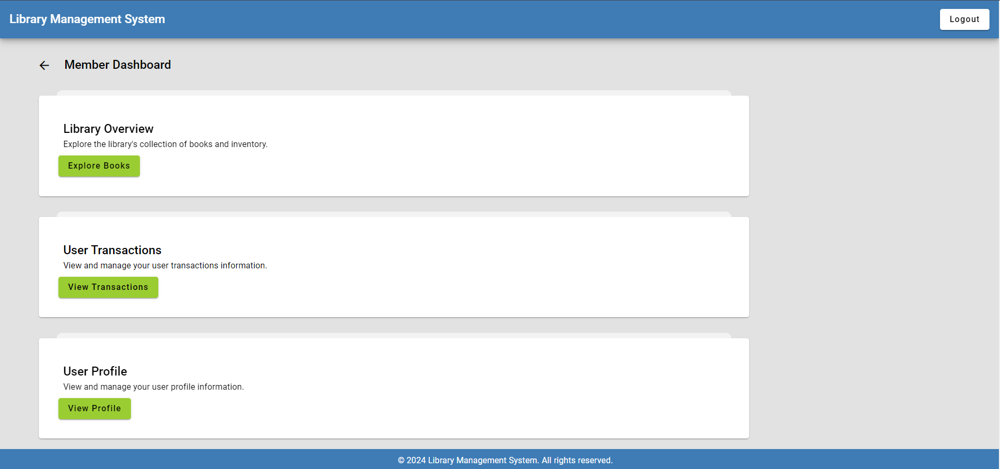 Library Management System
Logout
Member Dashboard
Library Overview
Explore the library's collection of books and inventory.
Explore Books
User Transactions
View and manage your user transactions information.
View Transactions
User Profile
View and manage your user profile information.
View Profile
© 2024 Library Management System. All rights reserved.